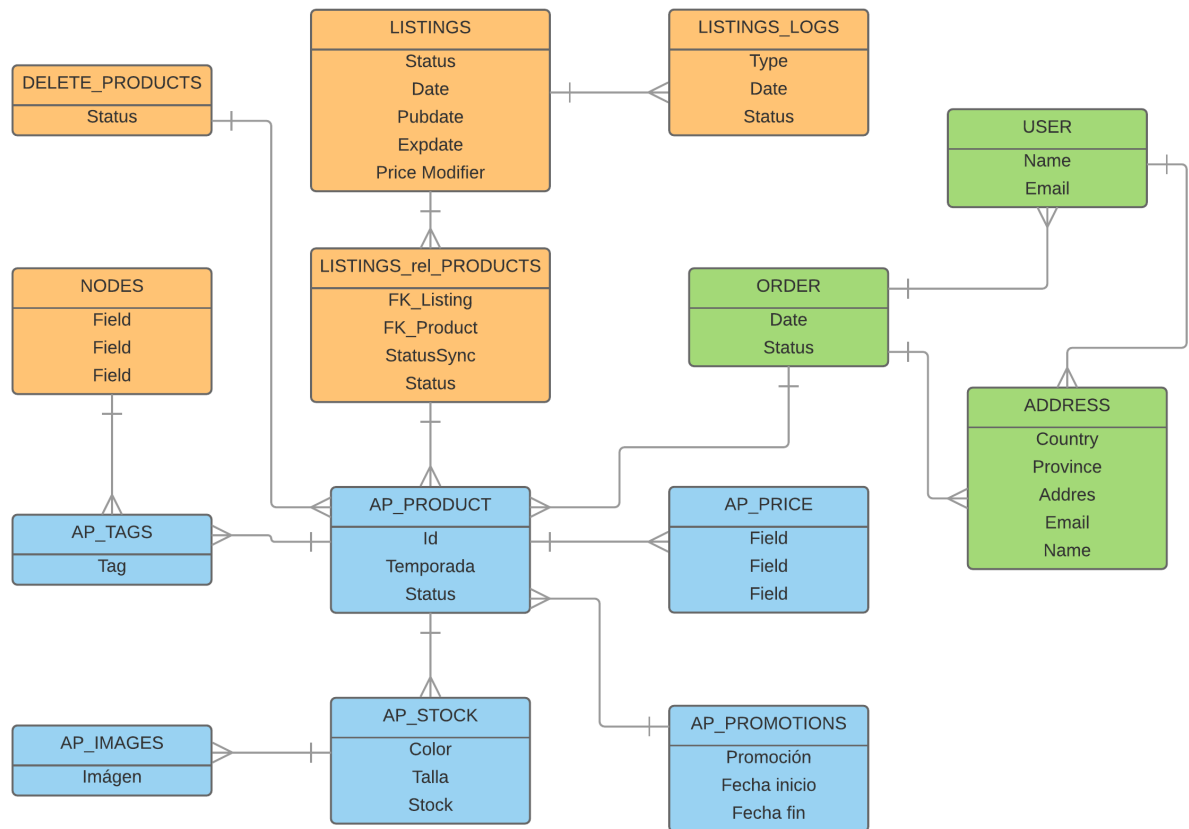 LISTINGS
Status
Date
Pubdate
Expdate
Price Modifier
LISTINGS_LOGS
Type
Date
Status
DELETE_PRODUCTS
Status
USER
Name
Email
NODES
Field
Field
Field
LISTINGS_rel_PRODUCTS
FK_Listing
FK_Product
StatusSync
Status
ORDER
Date
Status
ADDRESS
Country
Province
Addres
Email
Name
AP_TAGS
Tag
AP_PRODUCT
Id
Temporada
Status
AP_PRICE
Field
Field
Field
AP_IMAGES
Imágen
AP_STOCK
Color
Talla
Stock
AP_PROMOTIONS
Promoción
Fecha inicio
Fecha fin